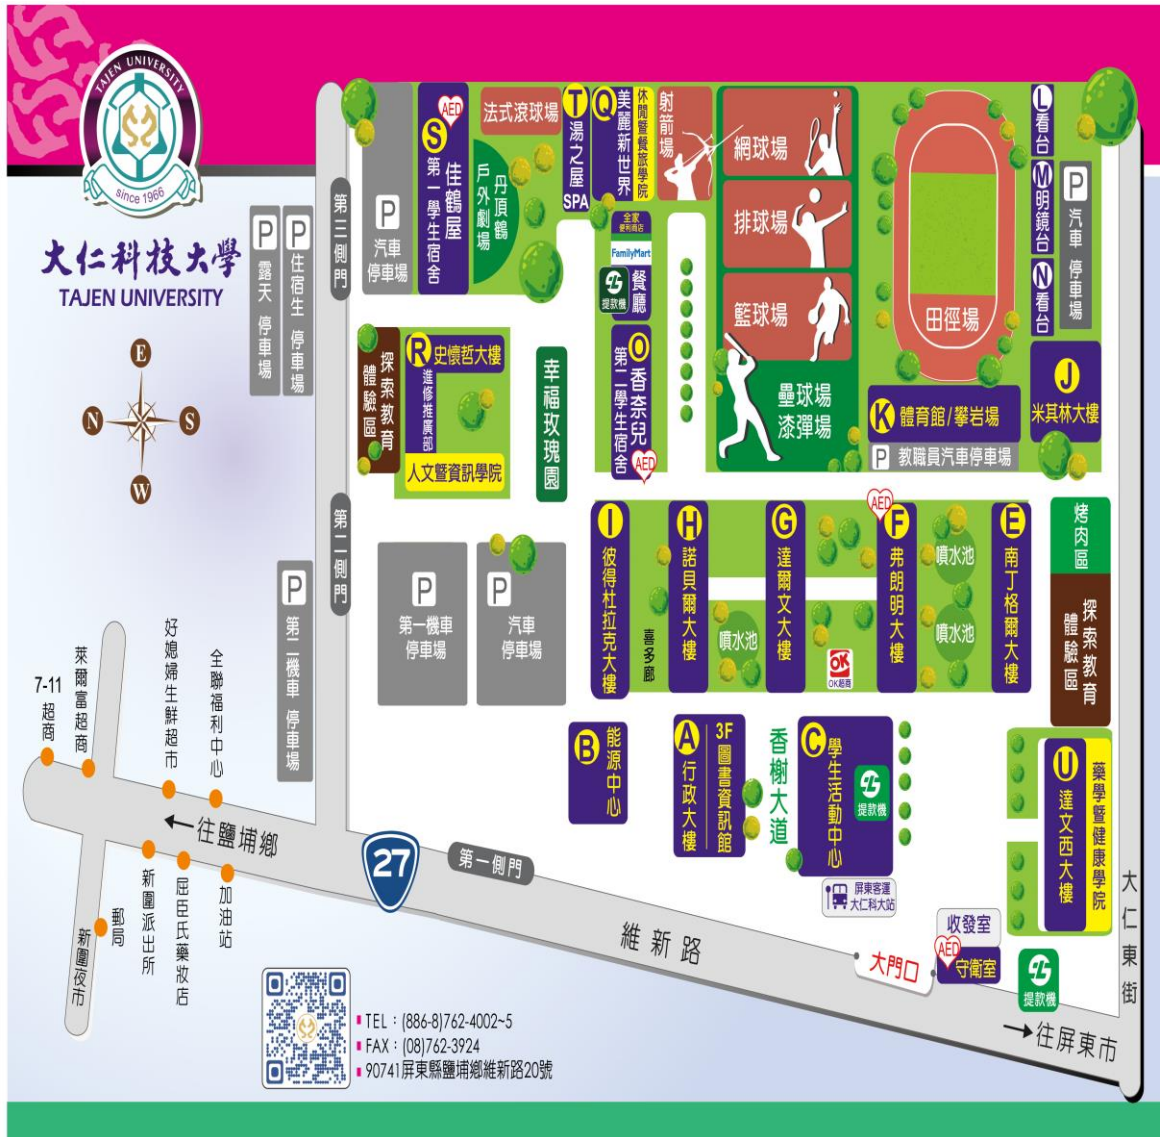 TAJEN UNIVERSITY
since 1966
大仁科技大學
TAJEN UNIVERSITY
E
N
S
W
P
露天 停車場
P
住宿生 停車場
第三側門
P
汽車
停車場
AED
S
第一學生宿舍
佳鶴屋
法式滾球場
丹頂鶴
戶外劇場
T
湯之屋
SPA
Q
美麗新世界
休閒暨餐旅學院
射箭場
網球場
排球場
籃球場
壘球場
漆彈場
田徑場
L
看台
M
明鏡台
N
看台
P
汽車 停車場
全家
便利商店
FamilyMart
提款機
餐廳
O
香奈兒
第二學生宿舍
AED
探索教育
體驗區
R
史懷哲大樓
進修推廣部
人文暨資訊學院
幸福玫瑰園
K
體育館/攀岩場
P
教職員汽車停車場
J
米其林大樓
第二側門
P
第二機車 停車場
P
第一機車
停車場
P
汽車
停車場
I
彼得杜拉克大樓
喜多廊
H
諾貝爾大樓
噴水池
G
達爾文大樓
OK
OK超商
AED
F
弗朗明大樓
噴水池
噴水池
E
南丁格爾大樓
烤肉區
探索教育
體驗區
B
能源中心
A
行政大樓
3F
圖書資訊館
香榭大道
C
學生活動中心
提款機
U
達文西大樓
藥學暨健康學院
屏東客運
大仁科大站
收發室
AED
守衛室
大門口
提款機
大仁東街
往屏東市
維新路
第一側門
27
往鹽埔鄉
7-11
超商
萊爾富超商
好媳婦生鮮超市
全聯福利中心
新圍派出所
屈臣氏藥妝店
加油站
郵局
新圍夜市
TEL：(886-8)762-4002~5
FAX：(08)762-3924
90741屏東縣鹽埔鄉維新路20號